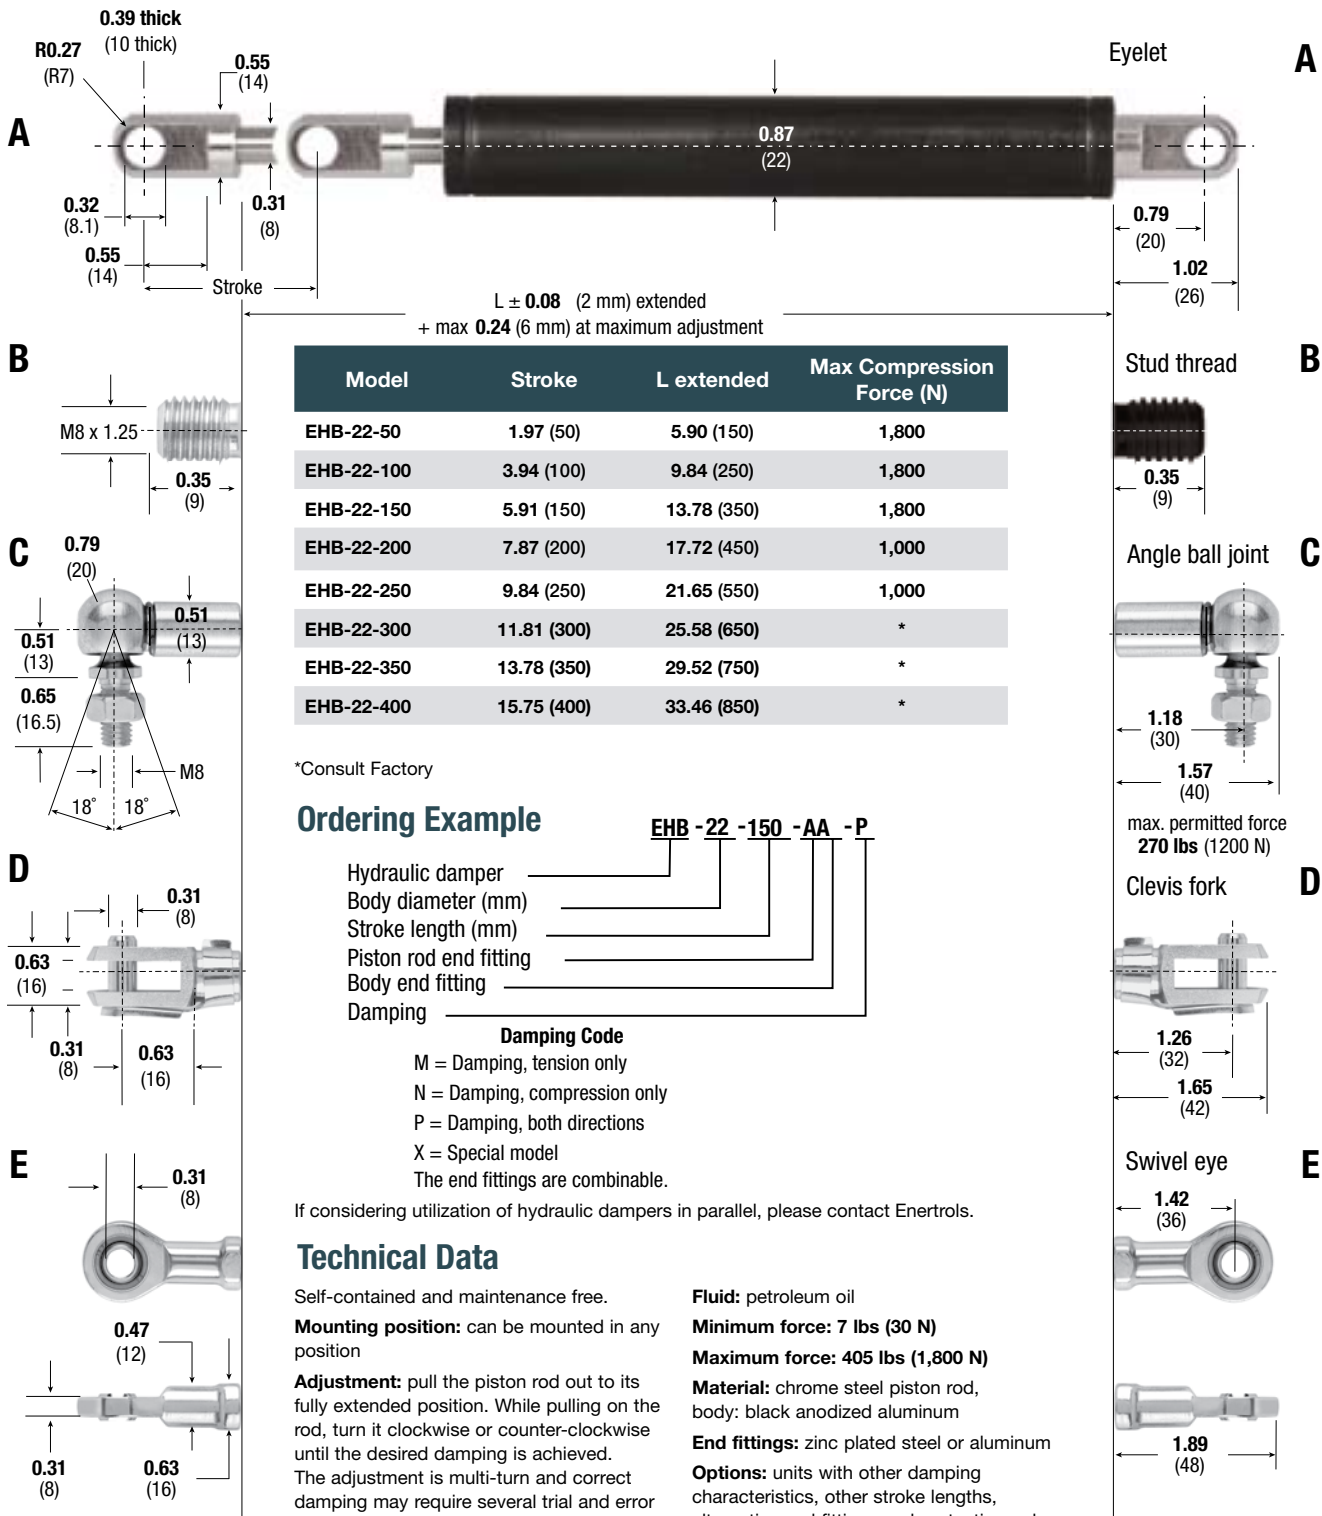 0.39 thick
(10 thick)
R0.27
(R7)
0.55
(14)
Eyelet
A
A
0.87
(22)
0.32
(8.1)
0.31
(8)
0.55
(14)
Stroke
0.79
(20)
1.02
(26)
L ± 0.08 (2 mm) extended
+ max 0.24 (6 mm) at maximum adjustment
B
M8 x 1.25
0.35
(9)
Stud thread
B
0.35
(9)
Model Stroke L extended Max Compression
Force (N)
EHB-22-50 1.97 (50) 5.90 (150) 1,800
EHB-22-100 3.94 (100) 9.84 (250) 1,800
EHB-22-150 5.91 (150) 13.78 (350) 1,800
EHB-22-200 7.87 (200) 17.72 (450) 1,000
EHB-22-250 9.84 (250) 21.65 (550) 1,000
EHB-22-300 11.81 (300) 25.58 (650) *
EHB-22-350 13.78 (350) 29.52 (750) *
EHB-22-400 15.75 (400) 33.46 (850) *
*Consult Factory
C
0.79
(20)
0.51
(13)
0.51
(13)
0.65
(16.5)
M8
18° 18°
Angle ball joint C
1.18
(30)
1.57
(40)
max. permitted force
270 lbs (1200 N)
Ordering Example
EHB - 22 - 150 - AA - P
Hydraulic damper
Body diameter (mm)
Stroke length (mm)
Piston rod end fitting
Body end fitting
Damping
Damping Code
M = Damping, tension only
N = Damping, compression only
P = Damping, both directions
X = Special model
The end fittings are combinable.
D
0.31
(8)
0.63
(16)
0.31
(8)
0.63
(16)
Clevis fork D
1.26
(32)
1.65
(42)
E
0.31
(8)
0.47
(12)
0.31
(8)
0.63
(16)
Swivel eye E
1.42
(36)
1.89
(48)
If considering utilization of hydraulic dampers in parallel, please contact Enertrols.
Technical Data
Self-contained and maintenance free.
Mounting position: can be mounted in any
position
Adjustment: pull the piston rod out to its
fully extended position. While pulling on the
rod, turn it clockwise or counter-clockwise
until the desired damping is achieved.
The adjustment is multi-turn and correct
damping may require several trial and error
Fluid: petroleum oil
Minimum force: 7 lbs (30 N)
Maximum force: 405 lbs (1,800 N)
Material: chrome steel piston rod,
body: black anodized aluminum
End fittings: zinc plated steel or aluminum
Options: units with other damping
characteristics, other stroke lengths,